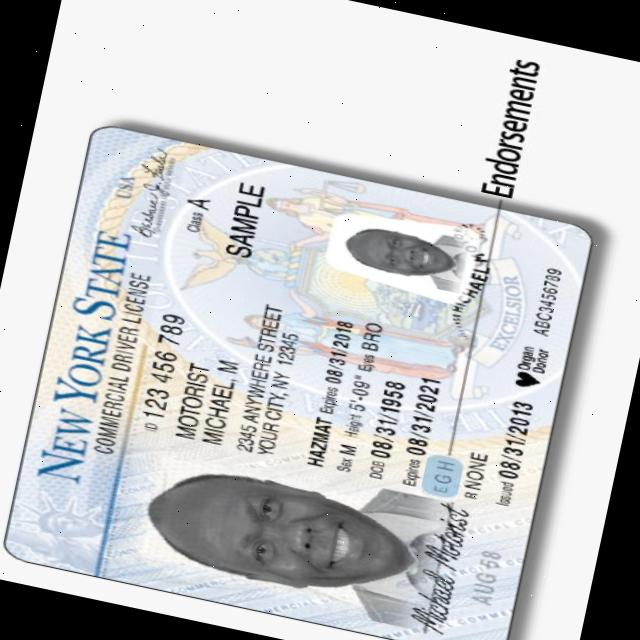 NEW YORK STATE USA
COMMERCIAL DRIVER LICENSE
ID 123 456 789 Class A
MOTORIST
MICHAEL, M
SAMPLE
2345 ANYWHERE STREET
YOUR CITY, NY 12345
HAZMAT Expires 08/31/2018
Sex M Height 5'-09" Eyes BRO
DOB 08/31/1958
Expires 08/31/2021
E GH
R NONE
Issued 08/31/2013
Organ
Donor
ABC3456789
EXCELSIOR
Michael Motorist
AUG 58
Endorsements